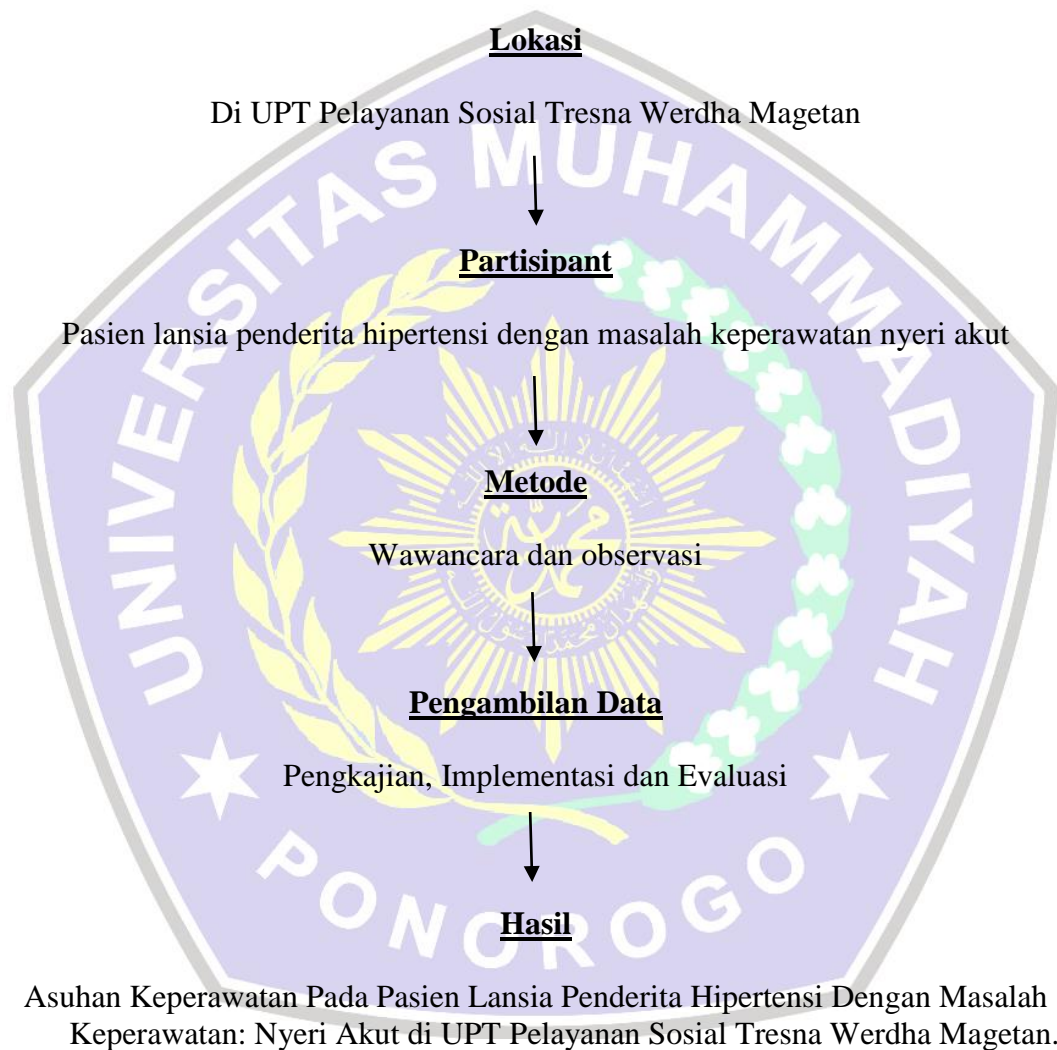 Lokasi
Di UPT Pelayanan Sosial Tresna Werdha Magetan
Partisipant
Pasien lansia penderita hipertensi dengan masalah keperawatan nyeri akut
Metode
Wawancara dan observasi
Pengambilan Data
Pengkajian, Implementasi dan Evaluasi
Hasil
Asuhan Keperawatan Pada Pasien Lansia Penderita Hipertensi Dengan Masalah
Keperawatan: Nyeri Akut di UPT Pelayanan Sosial Tresna Werdha Magetan.
UNIVERSITAS MUHAMMADIYAH
PONOROGO